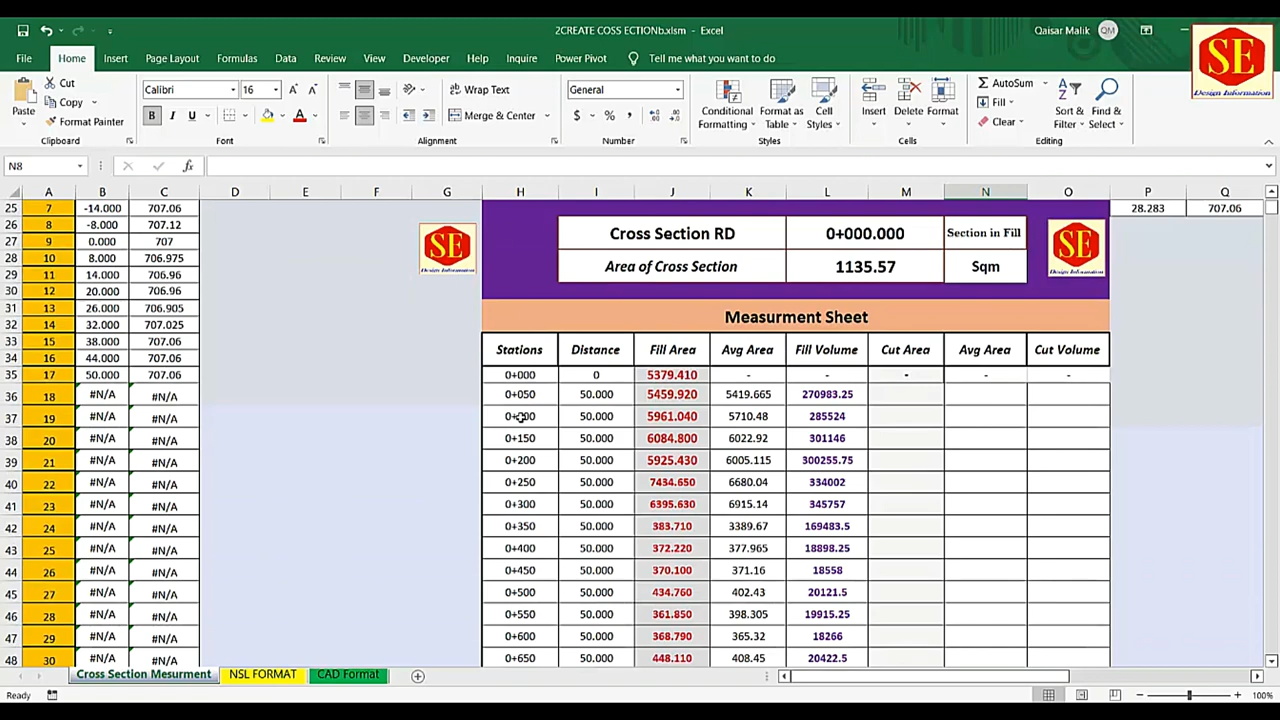 2CREATE COSS ECTIONb.xlsm - Excel
Qaisar Malik QM
SE
Design Information
File Home Insert Page Layout Formulas Data Review View Developer Help Inquire Power Pivot Tell me what you want to do
Paste Cut Copy Format Painter
Clipboard
Calibri 16
B I U A
Font
Wrap Text
Merge & Center
Alignment
General
$ % ,
Number
Conditional Formatting Format as Table Cell Styles
Styles
Insert Delete Format
Cells
AutoSum
Fill
Clear
Sort & Filter Find & Select
Editing
N8 fx
A B C D E F G H I J K L M N O P Q
25 7 -14.000 707.06 28.283 707.06
26 8 -8.000 707.12
27 9 0.000 707
28 10 8.000 706.975
29 11 14.000 706.96
30 12 20.000 706.96
31 13 26.000 706.905
32 14 32.000 707.025
33 15 38.000 707.06
34 16 44.000 707.06
35 17 50.000 707.06
36 18 #N/A #N/A
37 19 #N/A #N/A
38 20 #N/A #N/A
39 21 #N/A #N/A
40 22 #N/A #N/A
41 23 #N/A #N/A
42 24 #N/A #N/A
43 25 #N/A #N/A
44 26 #N/A #N/A
45 27 #N/A #N/A
46 28 #N/A #N/A
47 29 #N/A #N/A
48 30 #N/A #N/A
SE
Design Information
Cross Section RD 0+000.000 Section in Fill
Area of Cross Section 1135.57 Sqm
SE
Design Information
Measurment Sheet
Stations Distance Fill Area Avg Area Fill Volume Cut Area Avg Area Cut Volume
0+000 0 5379.410 - - - - -
0+050 50.000 5459.920 5419.665 270983.25
50.000 5961.040 5710.48 285524
0+150 50.000 6084.800 6022.92 301146
0+200 50.000 5925.430 6005.115 300255.75
0+250 50.000 7434.650 6680.04 334002
0+300 50.000 6395.630 6915.14 345757
0+350 50.000 383.710 3389.67 169483.5
0+400 50.000 372.220 377.965 18898.25
0+450 50.000 370.100 371.16 18558
0+500 50.000 434.760 402.43 20121.5
0+550 50.000 361.850 398.305 19915.25
0+600 50.000 368.790 365.32 18266
0+650 50.000 448.110 408.45 20422.5
Cross Section Mesurment NSL FORMAT CAD Format
Ready 100%